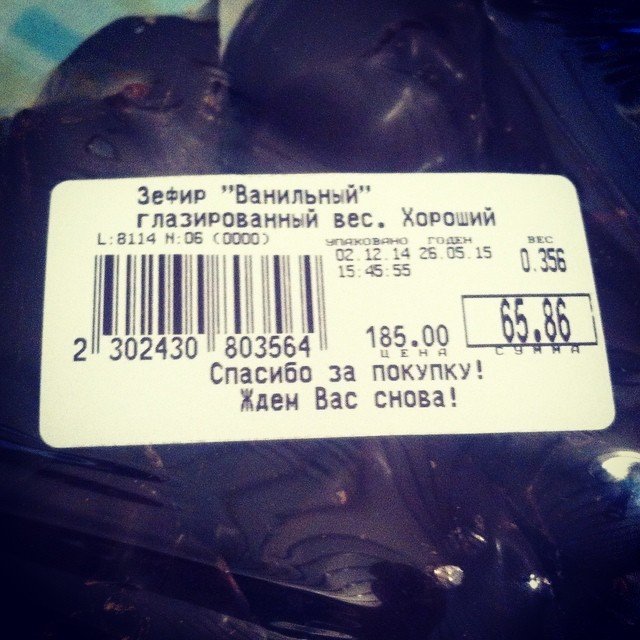 Зефир "Ванильный"
глазированный вес. Хороший
L:8114 N:06 (0000)
УПАКОВАНО ГОДЕН ВЕС
02.12.14 26.05.15 0.356
15:45:55
185.00 65.86
ЦЕНА СУММА
2 302430 803564
Спасибо за покупку!
Ждем Вас снова!